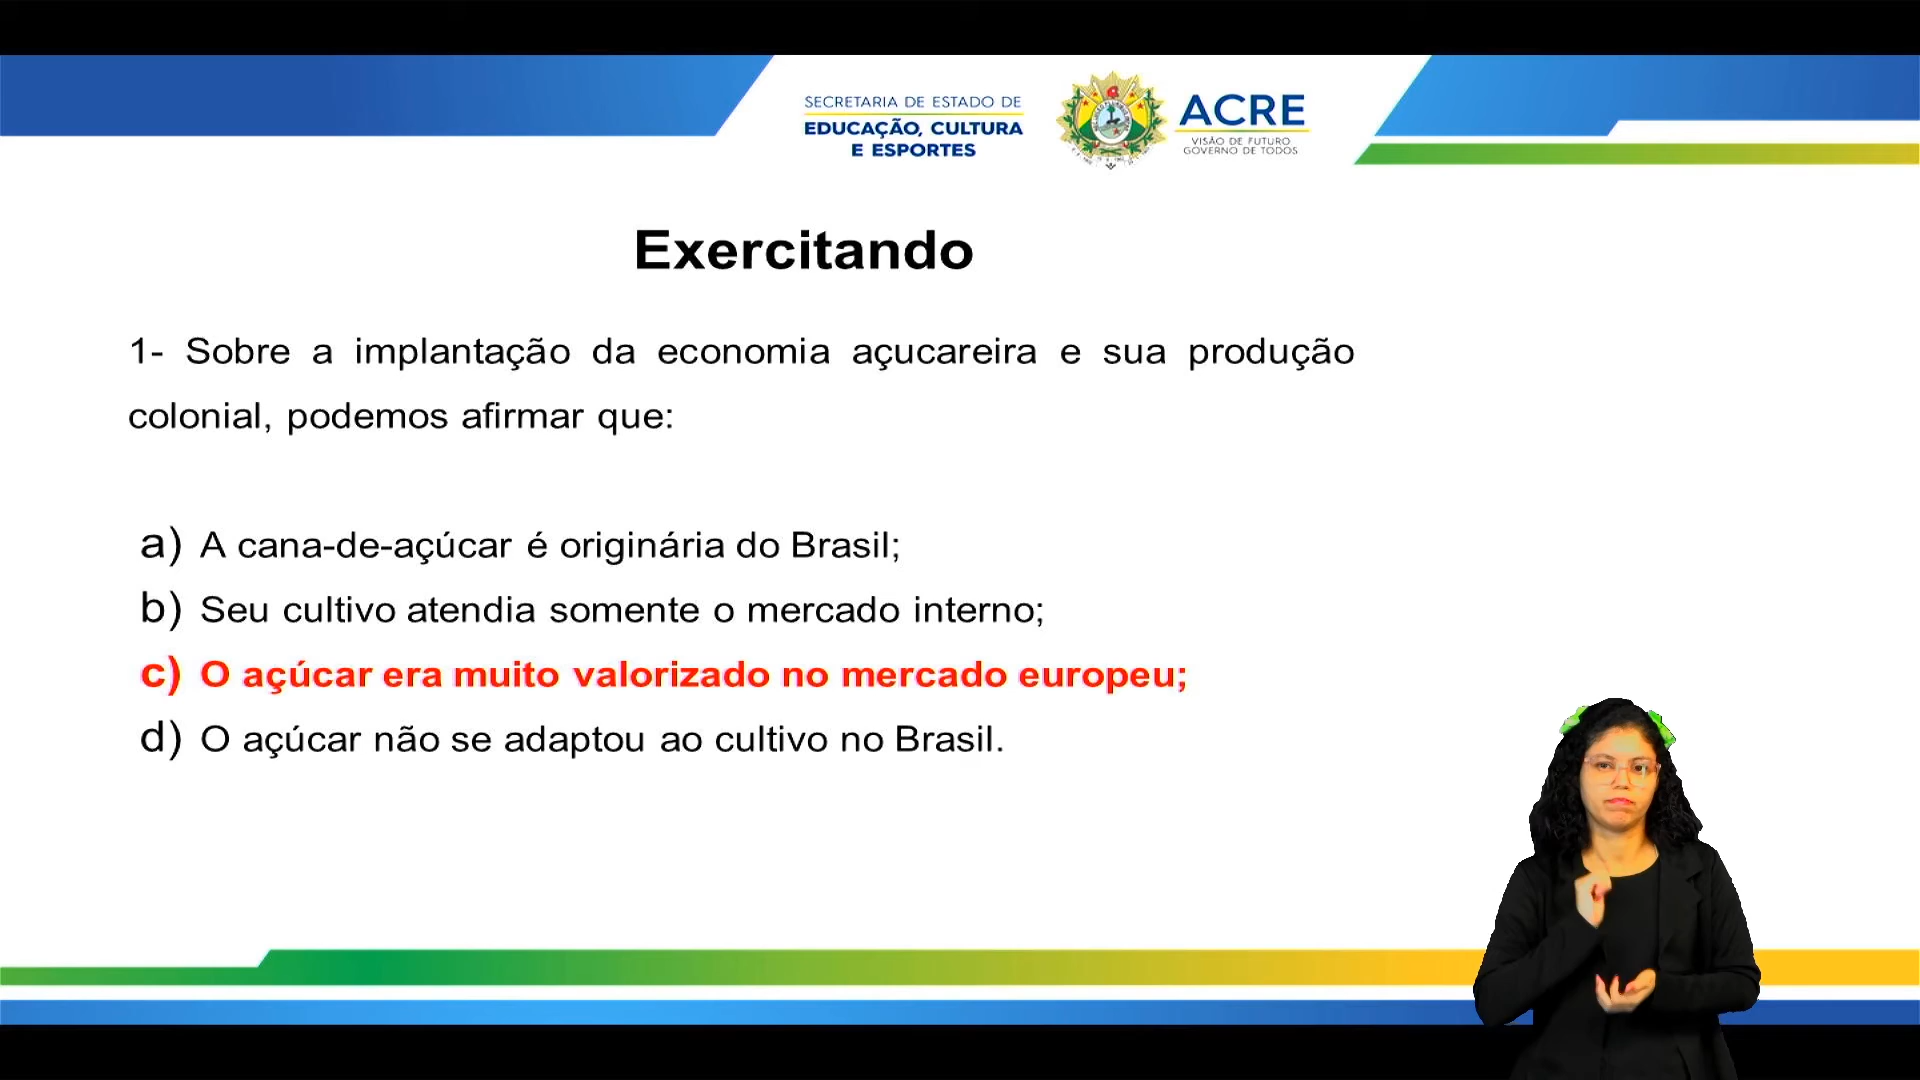 SECRETARIA DE ESTADO DE
EDUCAÇÃO, CULTURA
E ESPORTES
ACRE
VISÃO DE FUTURO
GOVERNO DE TODOS
Exercitando
1- Sobre a implantação da economia açucareira e sua produção
colonial, podemos afirmar que:
a) A cana-de-açúcar é originária do Brasil;
b) Seu cultivo atendia somente o mercado interno;
c) O açúcar era muito valorizado no mercado europeu;
d) O açúcar não se adaptou ao cultivo no Brasil.